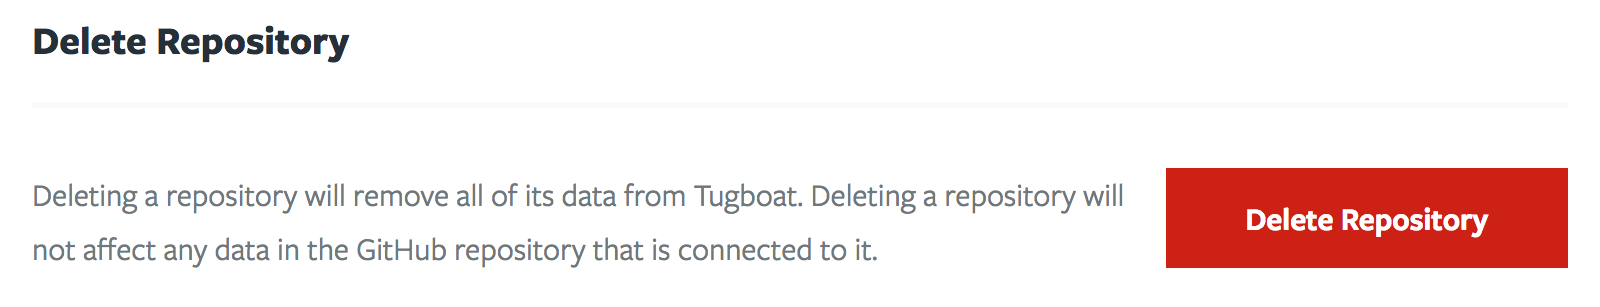 Delete Repository
Deleting a repository will remove all of its data from Tugboat. Deleting a repository will
not affect any data in the GitHub repository that is connected to it.
Delete Repository